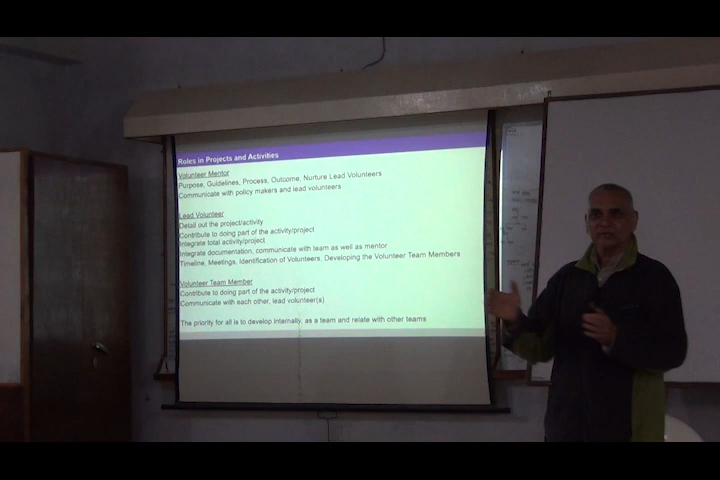 Roles in Projects and Activities
Volunteer Mentor
Purpose, Guidelines, Process, Outcome, Nurture Lead Volunteers
Communicate with policy makers and lead volunteers
Lead Volunteer
Detail out the project/activity
Contribute to doing part of the activity/project
Integrate total activity/project
Integrate documentation, communicate with team as well as mentor
Timeline, Meetings, Identification of Volunteers, Developing the Volunteer Team Members
Volunteer Team Member
Contribute to doing part of the activity/project
Communicate with each other, lead volunteer(s)
The priority for all is to develop internally, as a team and relate with other teams